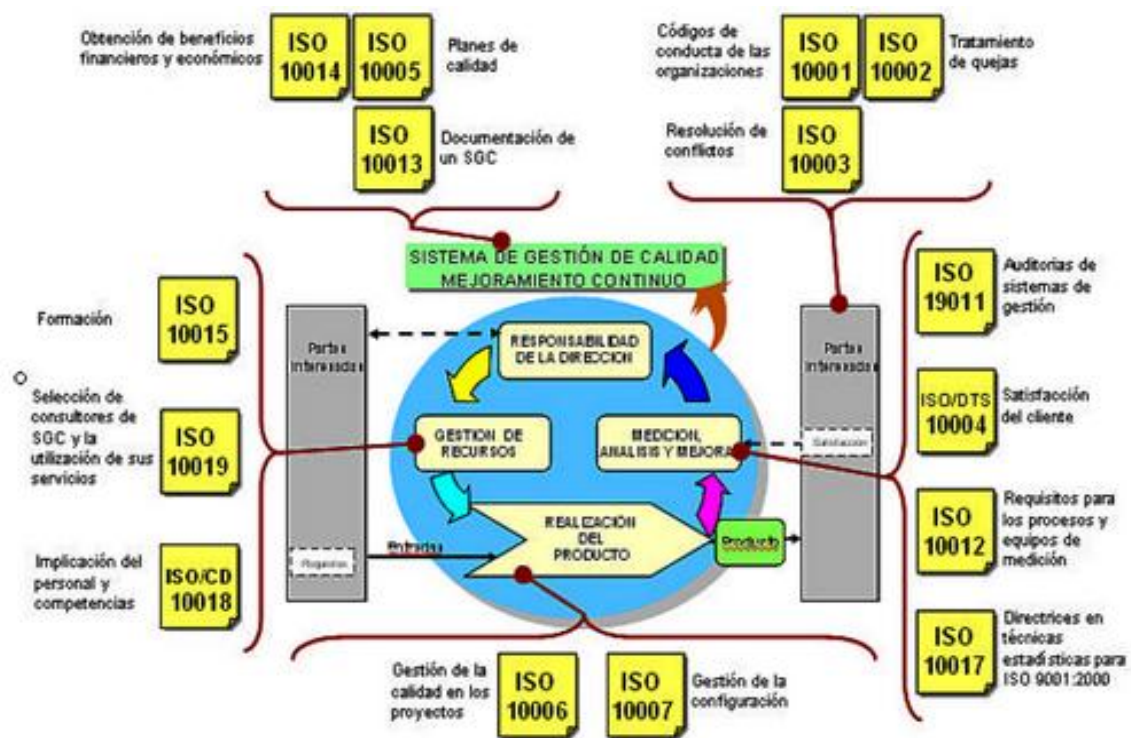 Obtención de beneficios
financieros y económicos
ISO
10014
ISO
10005
Planes de
calidad
ISO
10013
Documentación de
un SGC
Códigos de
conducta de las
organizaciones
ISO
10001
ISO
10002
Tratamiento
de quejas
Resolución de
conflictos
ISO
10003
SISTEMA DE GESTIÓN DE CALIDAD
MEJORAMIENTO CONTINUO
Formación
ISO
10015
Selección de
consultores de
SGC y la
utilización de sus
servicios
ISO
10019
Implicación del
personal y
competencias
ISO/CD
10018
Partes
Interesadas
Requisitos
RESPONSABILIDAD
DE LA DIRECCION
GESTION DE
RECURSOS
MEDICION,
ANALISIS Y MEJORA
Entradas
REALIZACIÓN
DEL
PRODUCTO
Producto
Partes
Interesadas
Satisfacción
ISO
19011
Auditorias de
sistemas de
gestión
ISO/DTS
10004
Satisfacción
del cliente
ISO
10012
Requisitos para
los procesos y
equipos de
medición
ISO
10017
Directrices en
técnicas
estadísticas para
ISO 9001:2000
Gestión de la
calidad en los
proyectos
ISO
10006
ISO
10007
Gestión de la
configuración